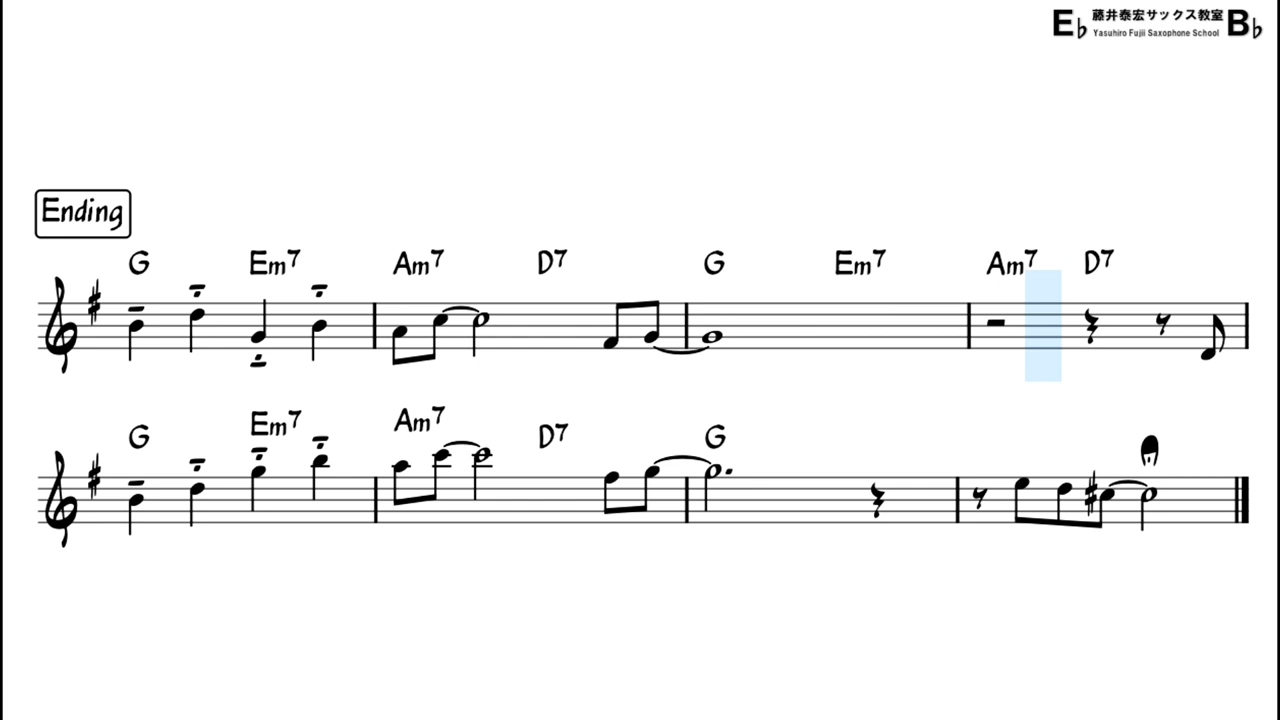 E♭ 藤井泰宏サックス教室 B♭
Yasuhiro Fujii Saxophone School
Ending
G Em7 Am7 D7 G Em7 Am7 D7
G Em7 Am7 D7 G